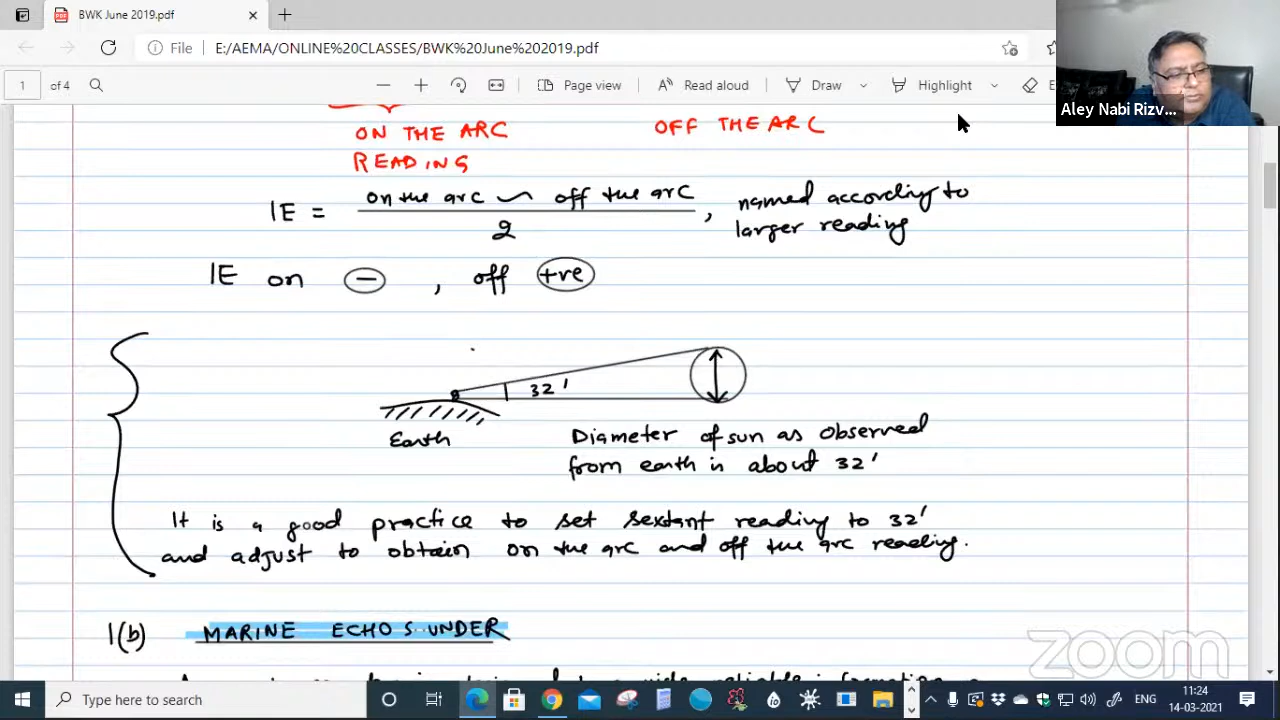 BWK June 2019.pdf
File E:/AEMA/ONLINE%20CLASSES/BWK%20June%202019.pdf
1 of 4 Page view Read aloud Draw Highlight
Aley Nabi Rizv...
ON THE ARC OFF THE ARC
READING
IE = on the arc ~ off the arc , named according to
2 larger reading
IE on − , off +ve
32'
Earth Diameter of sun as observed
from earth is about 32'
It is a good practice to set sextant reading to 32'
and adjust to obtain on the arc and off the arc reading.
1(b) MARINE ECHO SOUNDER
zoom
Type here to search ENG 11:24
14-03-2021